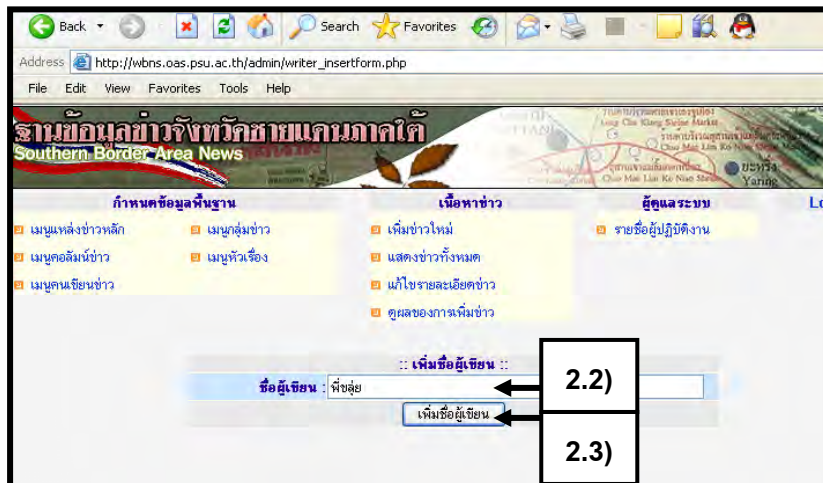 Back Search Favorites
Address http://wbns.oas.psu.ac.th/admin/writer_insertform.php
File Edit View Favorites Tools Help
ฐานข้อมูลข่าวจังหวัดชายแดนภาคใต้
Southern Border Area News
กำหนดข้อมูลพื้นฐาน เนื้อหาข่าว ผู้ดูแลระบบ
เมนูแหล่งข่าวหลัก เมนูกลุ่มข่าว เพิ่มข่าวใหม่ รายชื่อผู้ปฏิบัติงาน
เมนูคอลัมน์ข่าว เมนูหัวเรื่อง แสดงข่าวทั้งหมด
เมนูคนเขียนข่าว แก้ไขรายละเอียดข่าว
ดูผลของการเพิ่มข่าว
:: เพิ่มชื่อผู้เขียน ::
ชื่อผู้เขียน : พี่ขลุ่ย
2.2)
เพิ่มชื่อผู้เขียน
2.3)